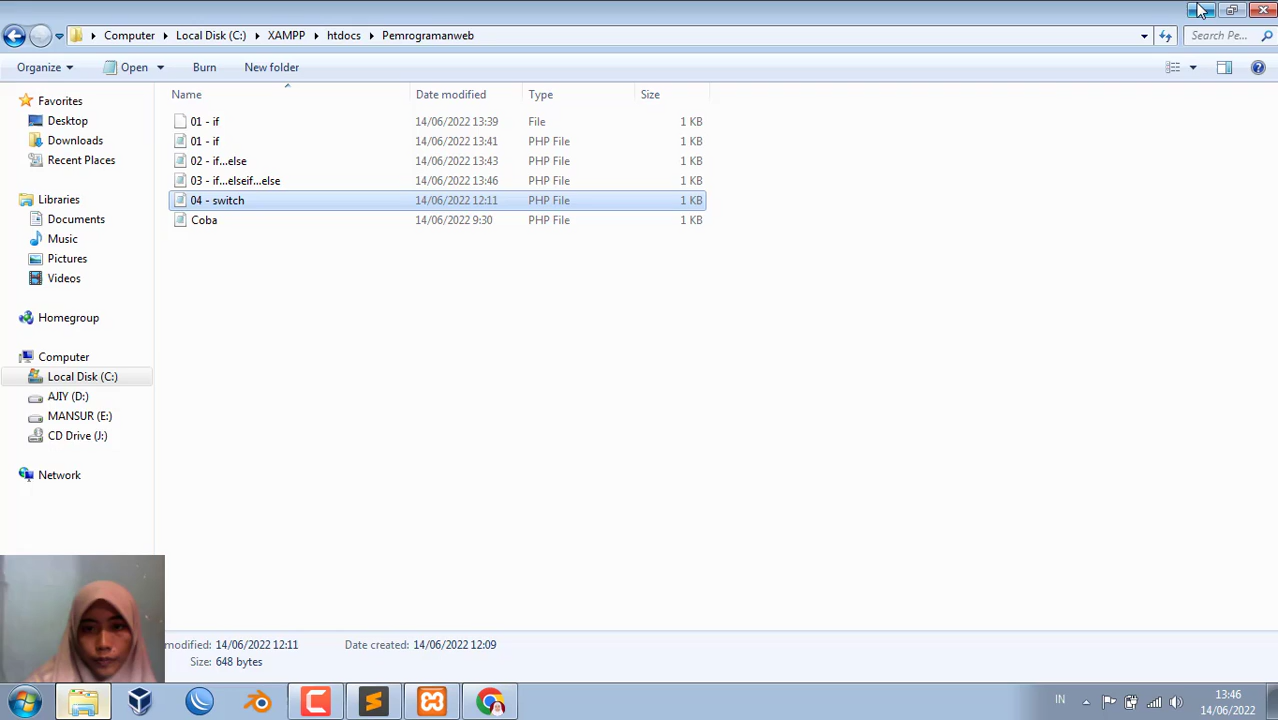 Computer Local Disk (C:) XAMPP htdocs Pemrogramanweb Search Pe...
Organize Open Burn New folder
Favorites
Desktop
Downloads
Recent Places
Libraries
Documents
Music
Pictures
Videos
Homegroup
Computer
Local Disk (C:)
AJIY (D:)
MANSUR (E:)
CD Drive (J:)
Network
Name Date modified Type Size
01 - if 14/06/2022 13:39 File 1 KB
01 - if 14/06/2022 13:41 PHP File 1 KB
02 - if...else 14/06/2022 13:43 PHP File 1 KB
03 - if...elseif...else 14/06/2022 13:46 PHP File 1 KB
04 - switch 14/06/2022 12:11 PHP File 1 KB
Coba 14/06/2022 9:30 PHP File 1 KB
modified: 14/06/2022 12:11 Date created: 14/06/2022 12:09
Size: 648 bytes
IN 13:46
14/06/2022